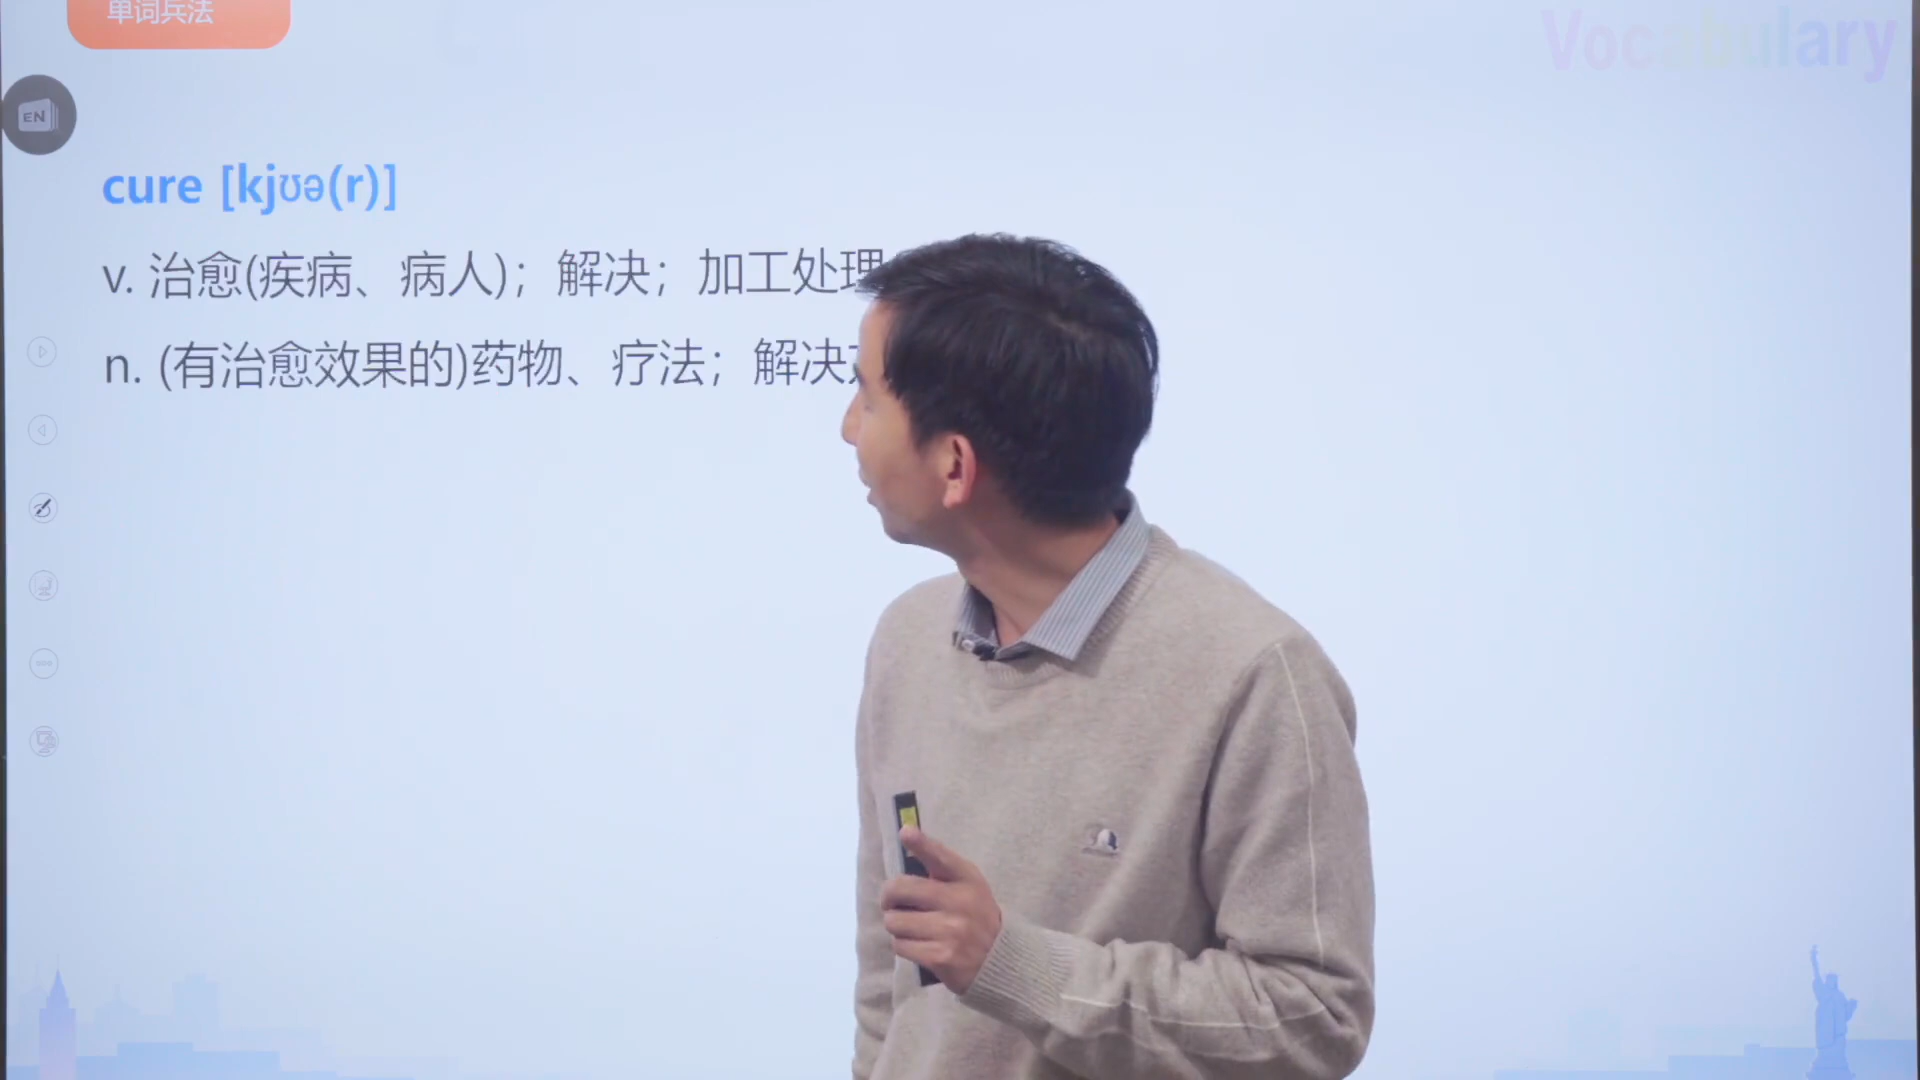 单词兵法
Vocabulary
EN
cure [kjʊə(r)]
v. 治愈(疾病、病人)；解决；加工处理
n. (有治愈效果的)药物、疗法；解决